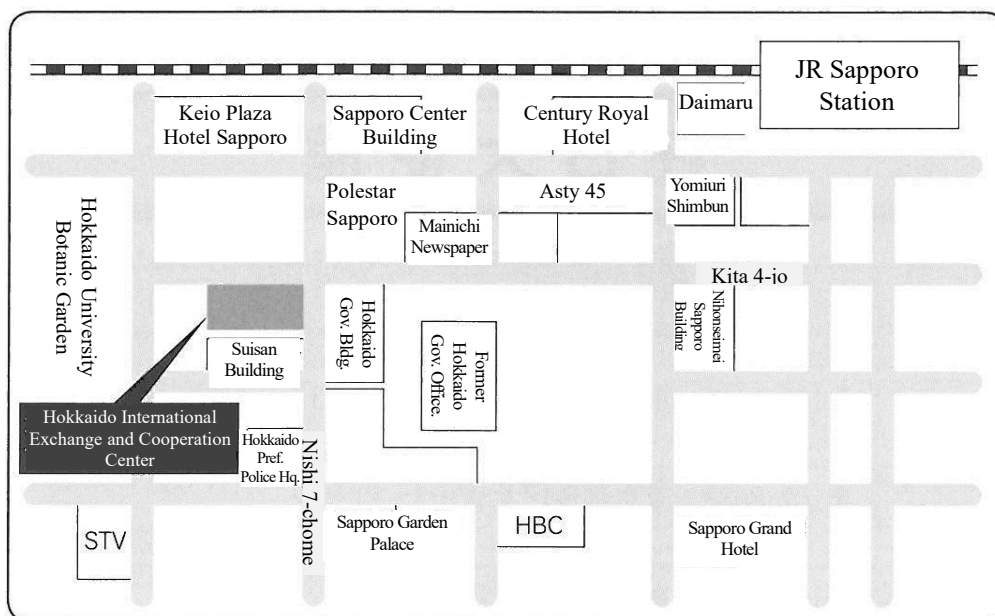 JR Sapporo
Station
Keio Plaza
Hotel Sapporo
Sapporo Center
Building
Century Royal
Hotel
Daimaru
Polestar
Sapporo
Mainichi
Newspaper
Asty 45
Yomiuri
Shimbun
Hokkaido University
Botanic Garden
Kita 4-jo
Suisan
Building
Hokkaido
Gov. Bldg.
Former
Hokkaido
Gov. Office.
Nihonseimei
Sapporo
Building
Hokkaido International
Exchange and Cooperation
Center
Hokkaido
Pref.
Police Hq.
Nishi 7-chome
STV
Sapporo Garden
Palace
HBC
Sapporo Grand
Hotel